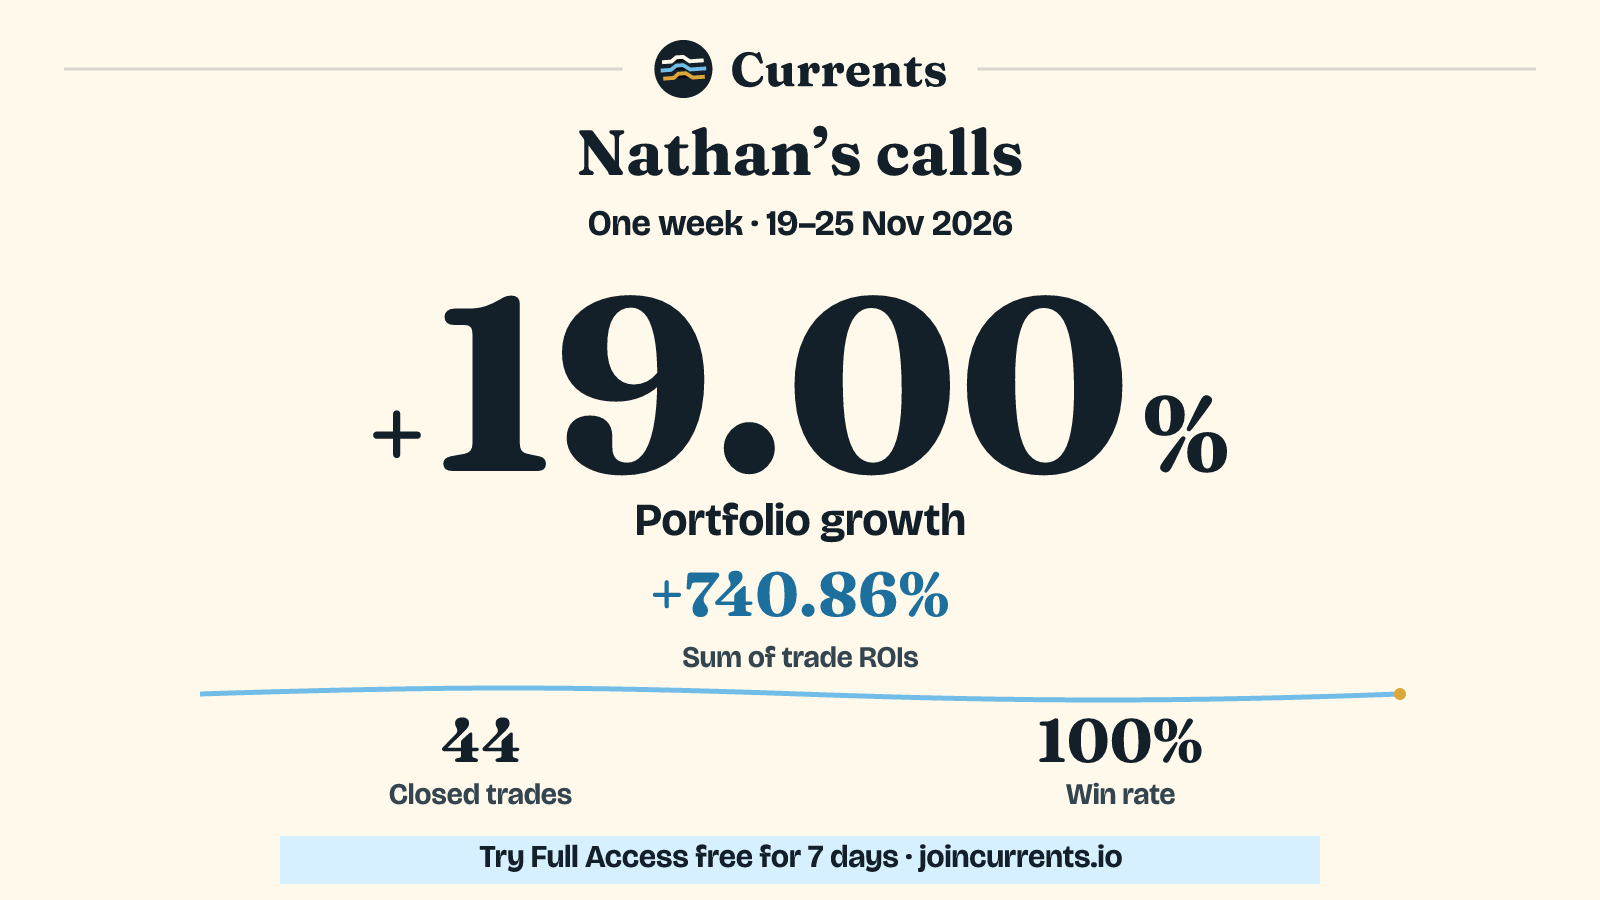 Currents
Nathan’s calls
One week · 19–25 Nov 2026
+19.00%
Portfolio growth
+740.86%
Sum of trade ROIs
44
Closed trades
100%
Win rate
Try Full Access free for 7 days · joincurrents.io